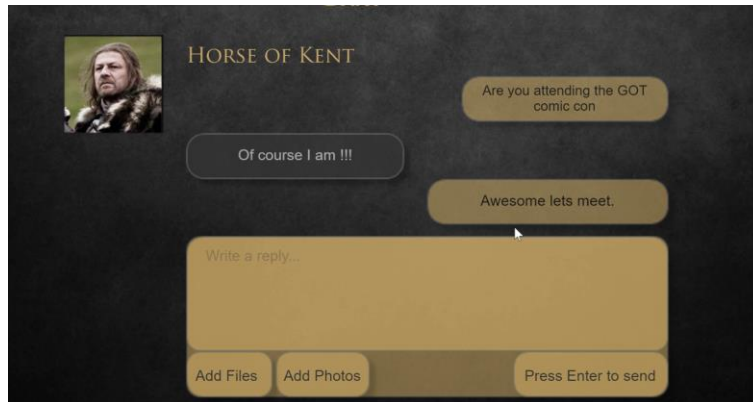 Horse of Kent
Are you attending the GOT
comic con
Of course I am !!!
Awesome lets meet.
Write a reply...
Add Files
Add Photos
Press Enter to send